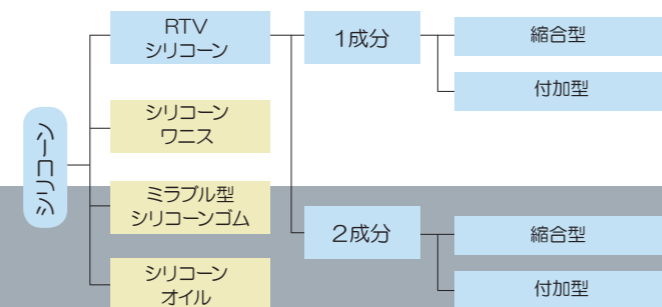 シリコーン
RTV
シリコーン
シリコーン
ワニス
ミラブル型
シリコーンゴム
シリコーン
オイル
1成分
縮合型
付加型
2成分
縮合型
付加型